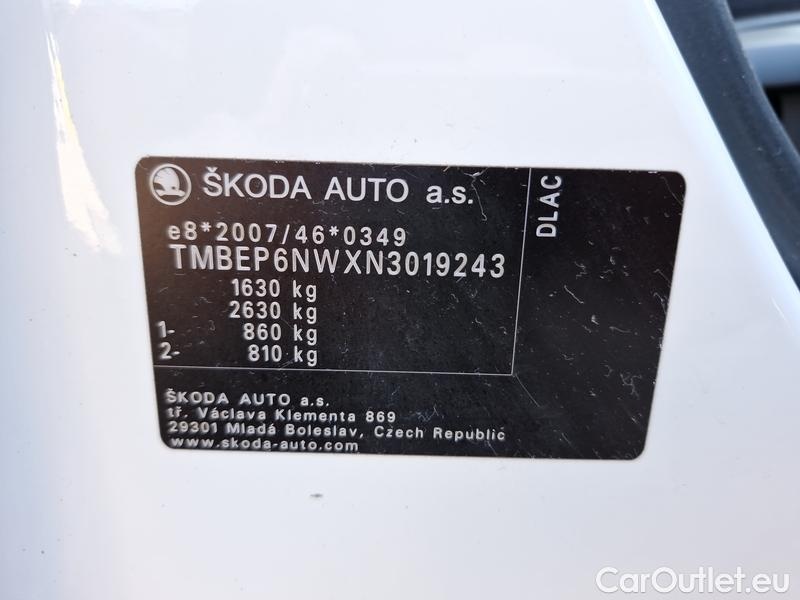 ŠKODA AUTO a.s.
DLAC
e8*2007/46*0349
TMBEP6NWXN3019243
1630 kg
2630 kg
1- 860 kg
2- 810 kg
ŠKODA AUTO a.s.
tř. Václava Klementa 869
29301 Mladá Boleslav, Czech Republic
www.skoda-auto.com
CarOutlet.eu